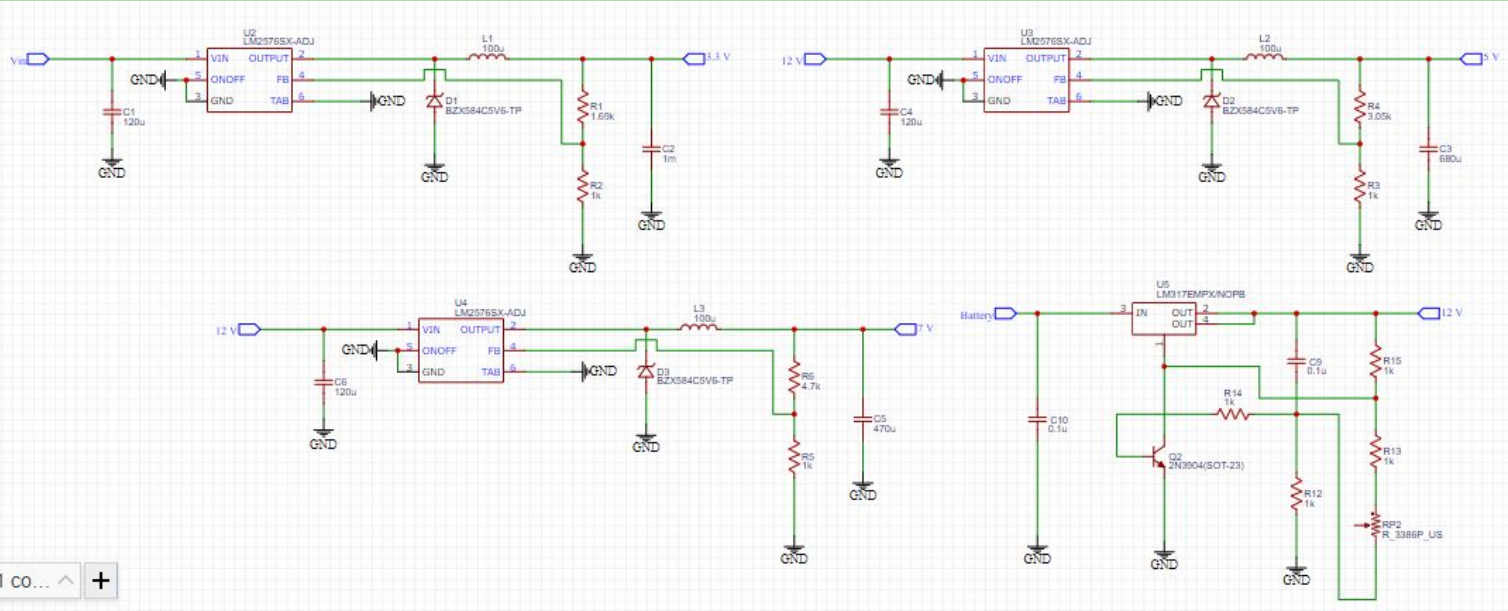 U2
LM2576SX-ADJ
Vin
1 VIN OUTPUT 2
GND 5 ONOFF FB 4
3 GND TAB 6 GND
L1
100u
3.3 V
C1
120u
GND
D1
BZX584C5V6-TP
GND
R1
1.69k
R2
1k
GND
C2
1m
GND
U3
LM2576SX-ADJ
12 V
1 VIN OUTPUT 2
GND 5 ONOFF FB 4
3 GND TAB 6 GND
L2
100u
5 V
C4
120u
GND
D2
BZX584C5V6-TP
GND
R4
3.05k
R3
1k
GND
C3
680u
GND
U4
LM2576SX-ADJ
12 V
1 VIN OUTPUT 2
GND 5 ONOFF FB 4
3 GND TAB 6 GND
L3
100u
7 V
C6
120u
GND
D3
BZX584C5V6-TP
GND
R6
4.7k
R5
1k
GND
C5
470u
GND
U5
LM317EMPX/NOPB
Battery
3 IN OUT 2
OUT 4
1
12 V
C10
0.1u
GND
C9
0.1u
R15
1k
R14
1k
R13
1k
Q2
2N3904(SOT-23)
GND
R12
1k
GND
RP2
R_3386P_US
1 co... +